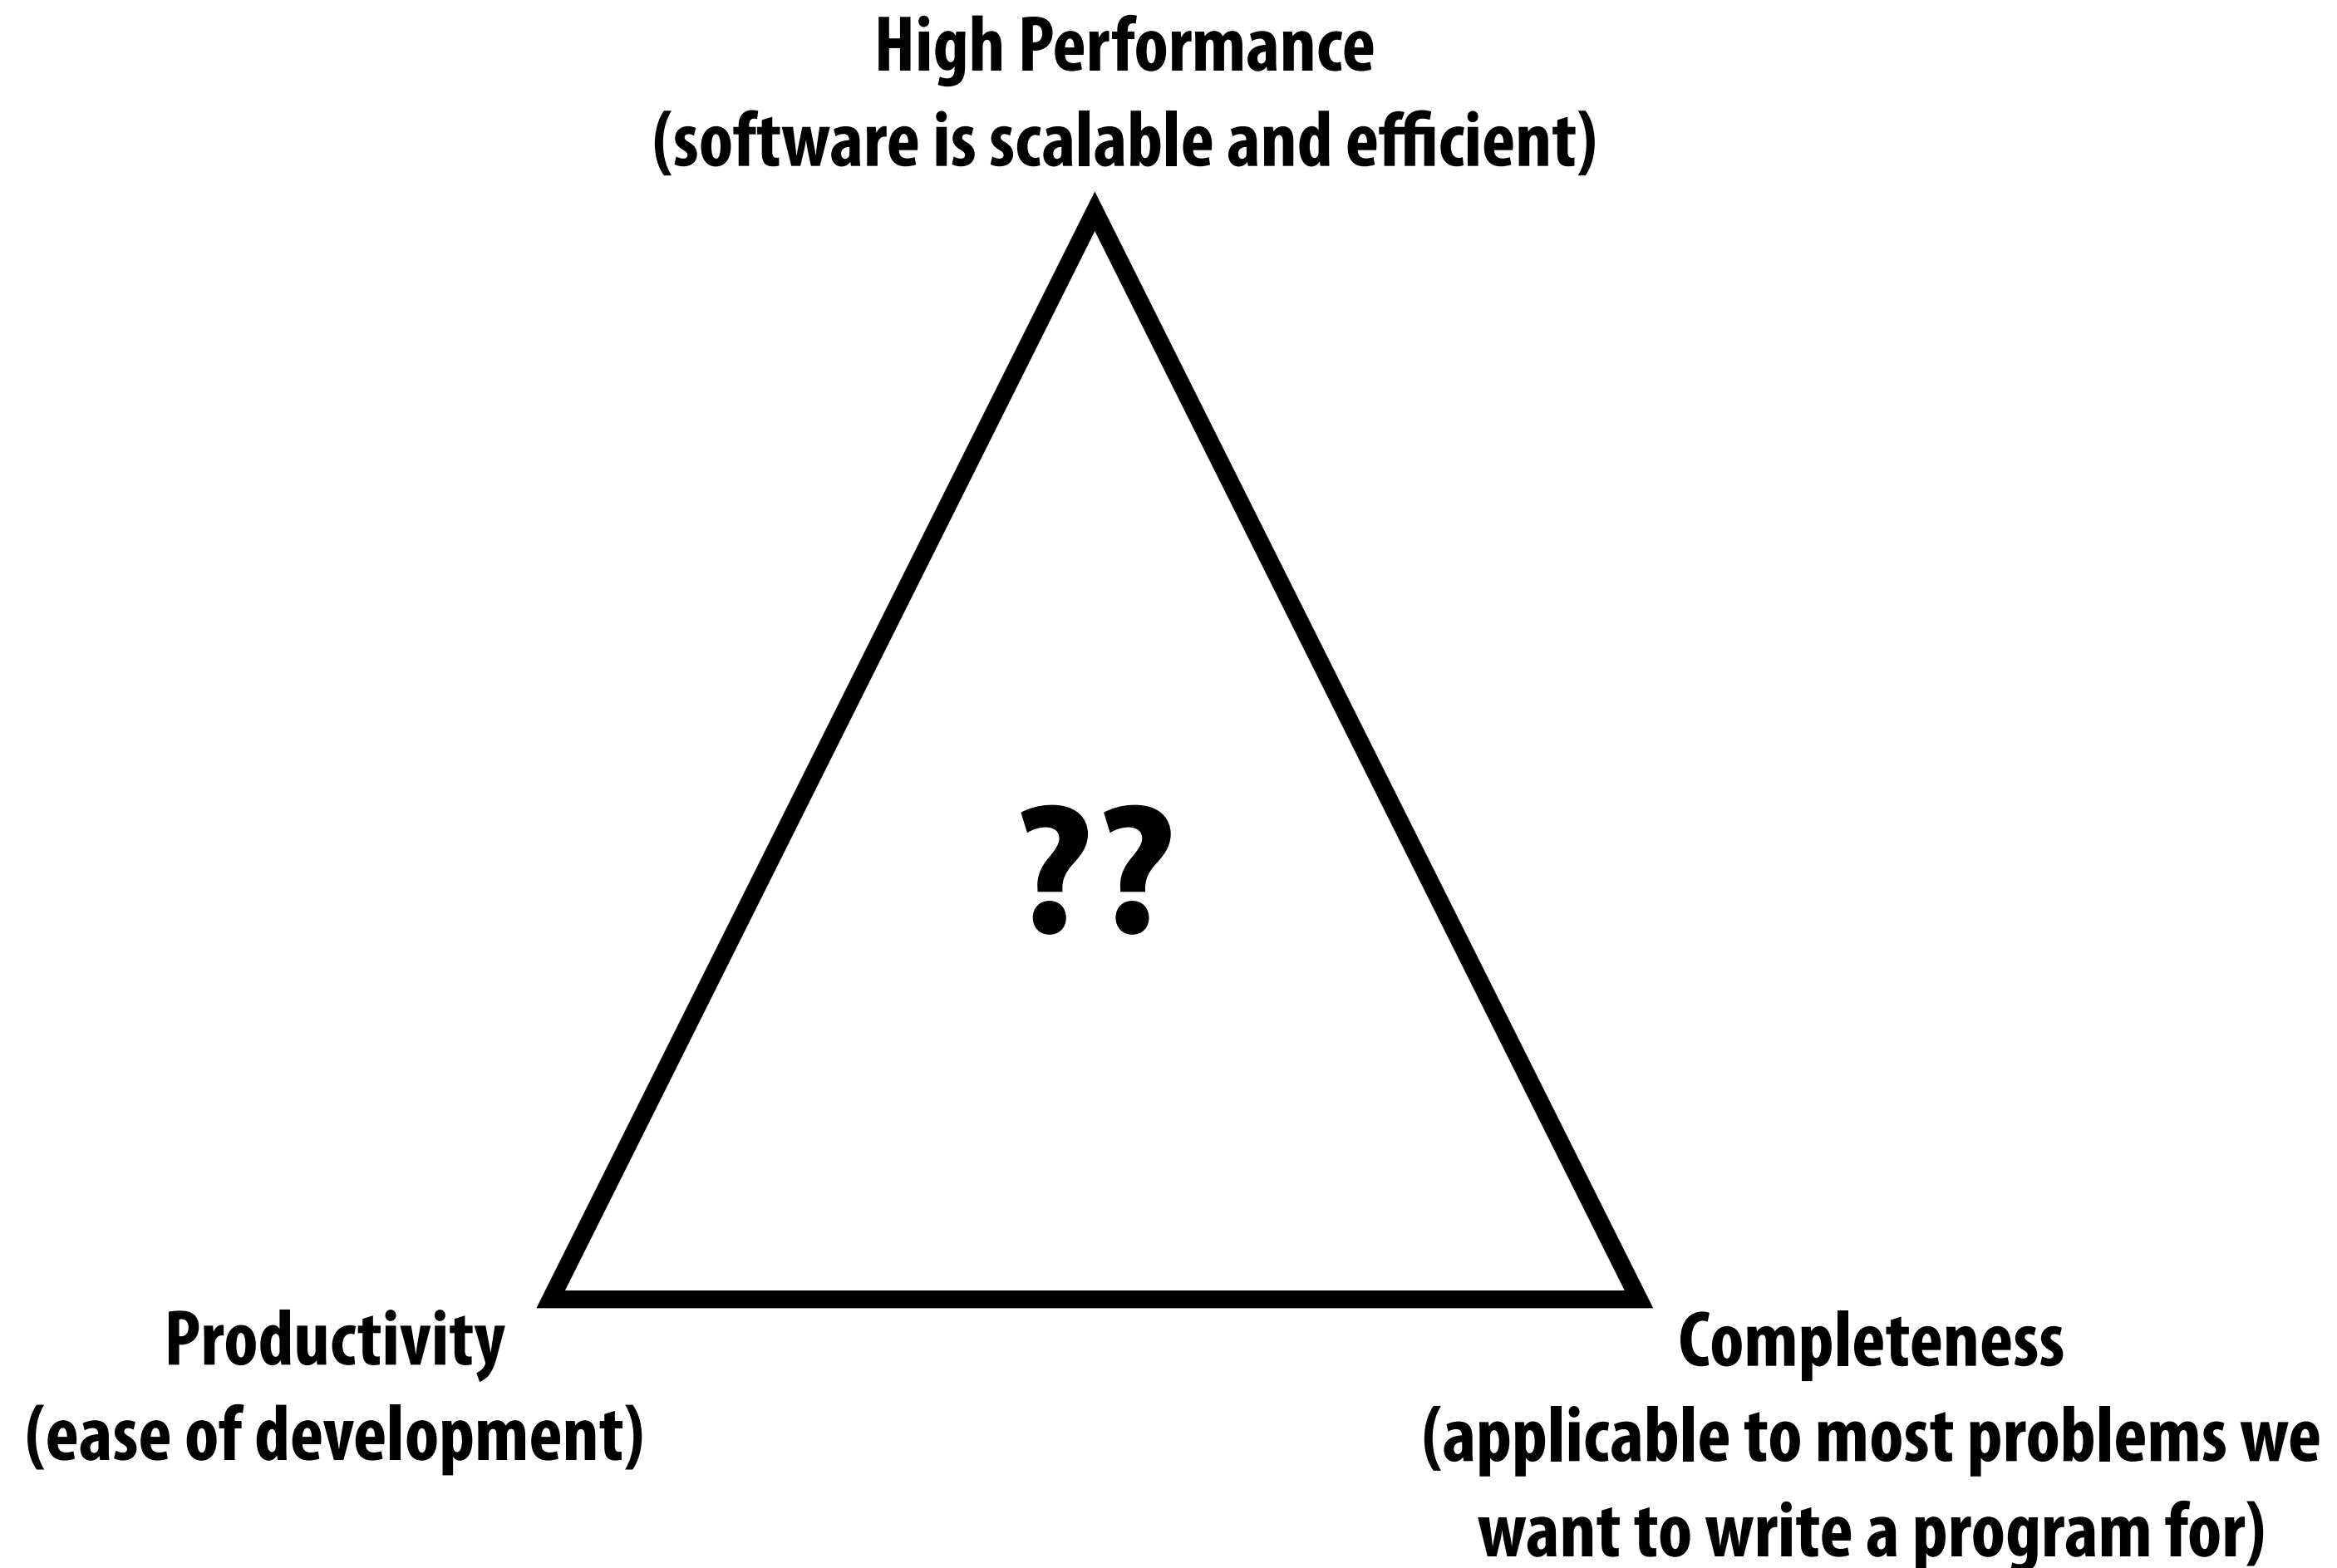 High Performance
(software is scalable and efficient)
??
Productivity
(ease of development)
Completeness
(applicable to most problems we
want to write a program for)